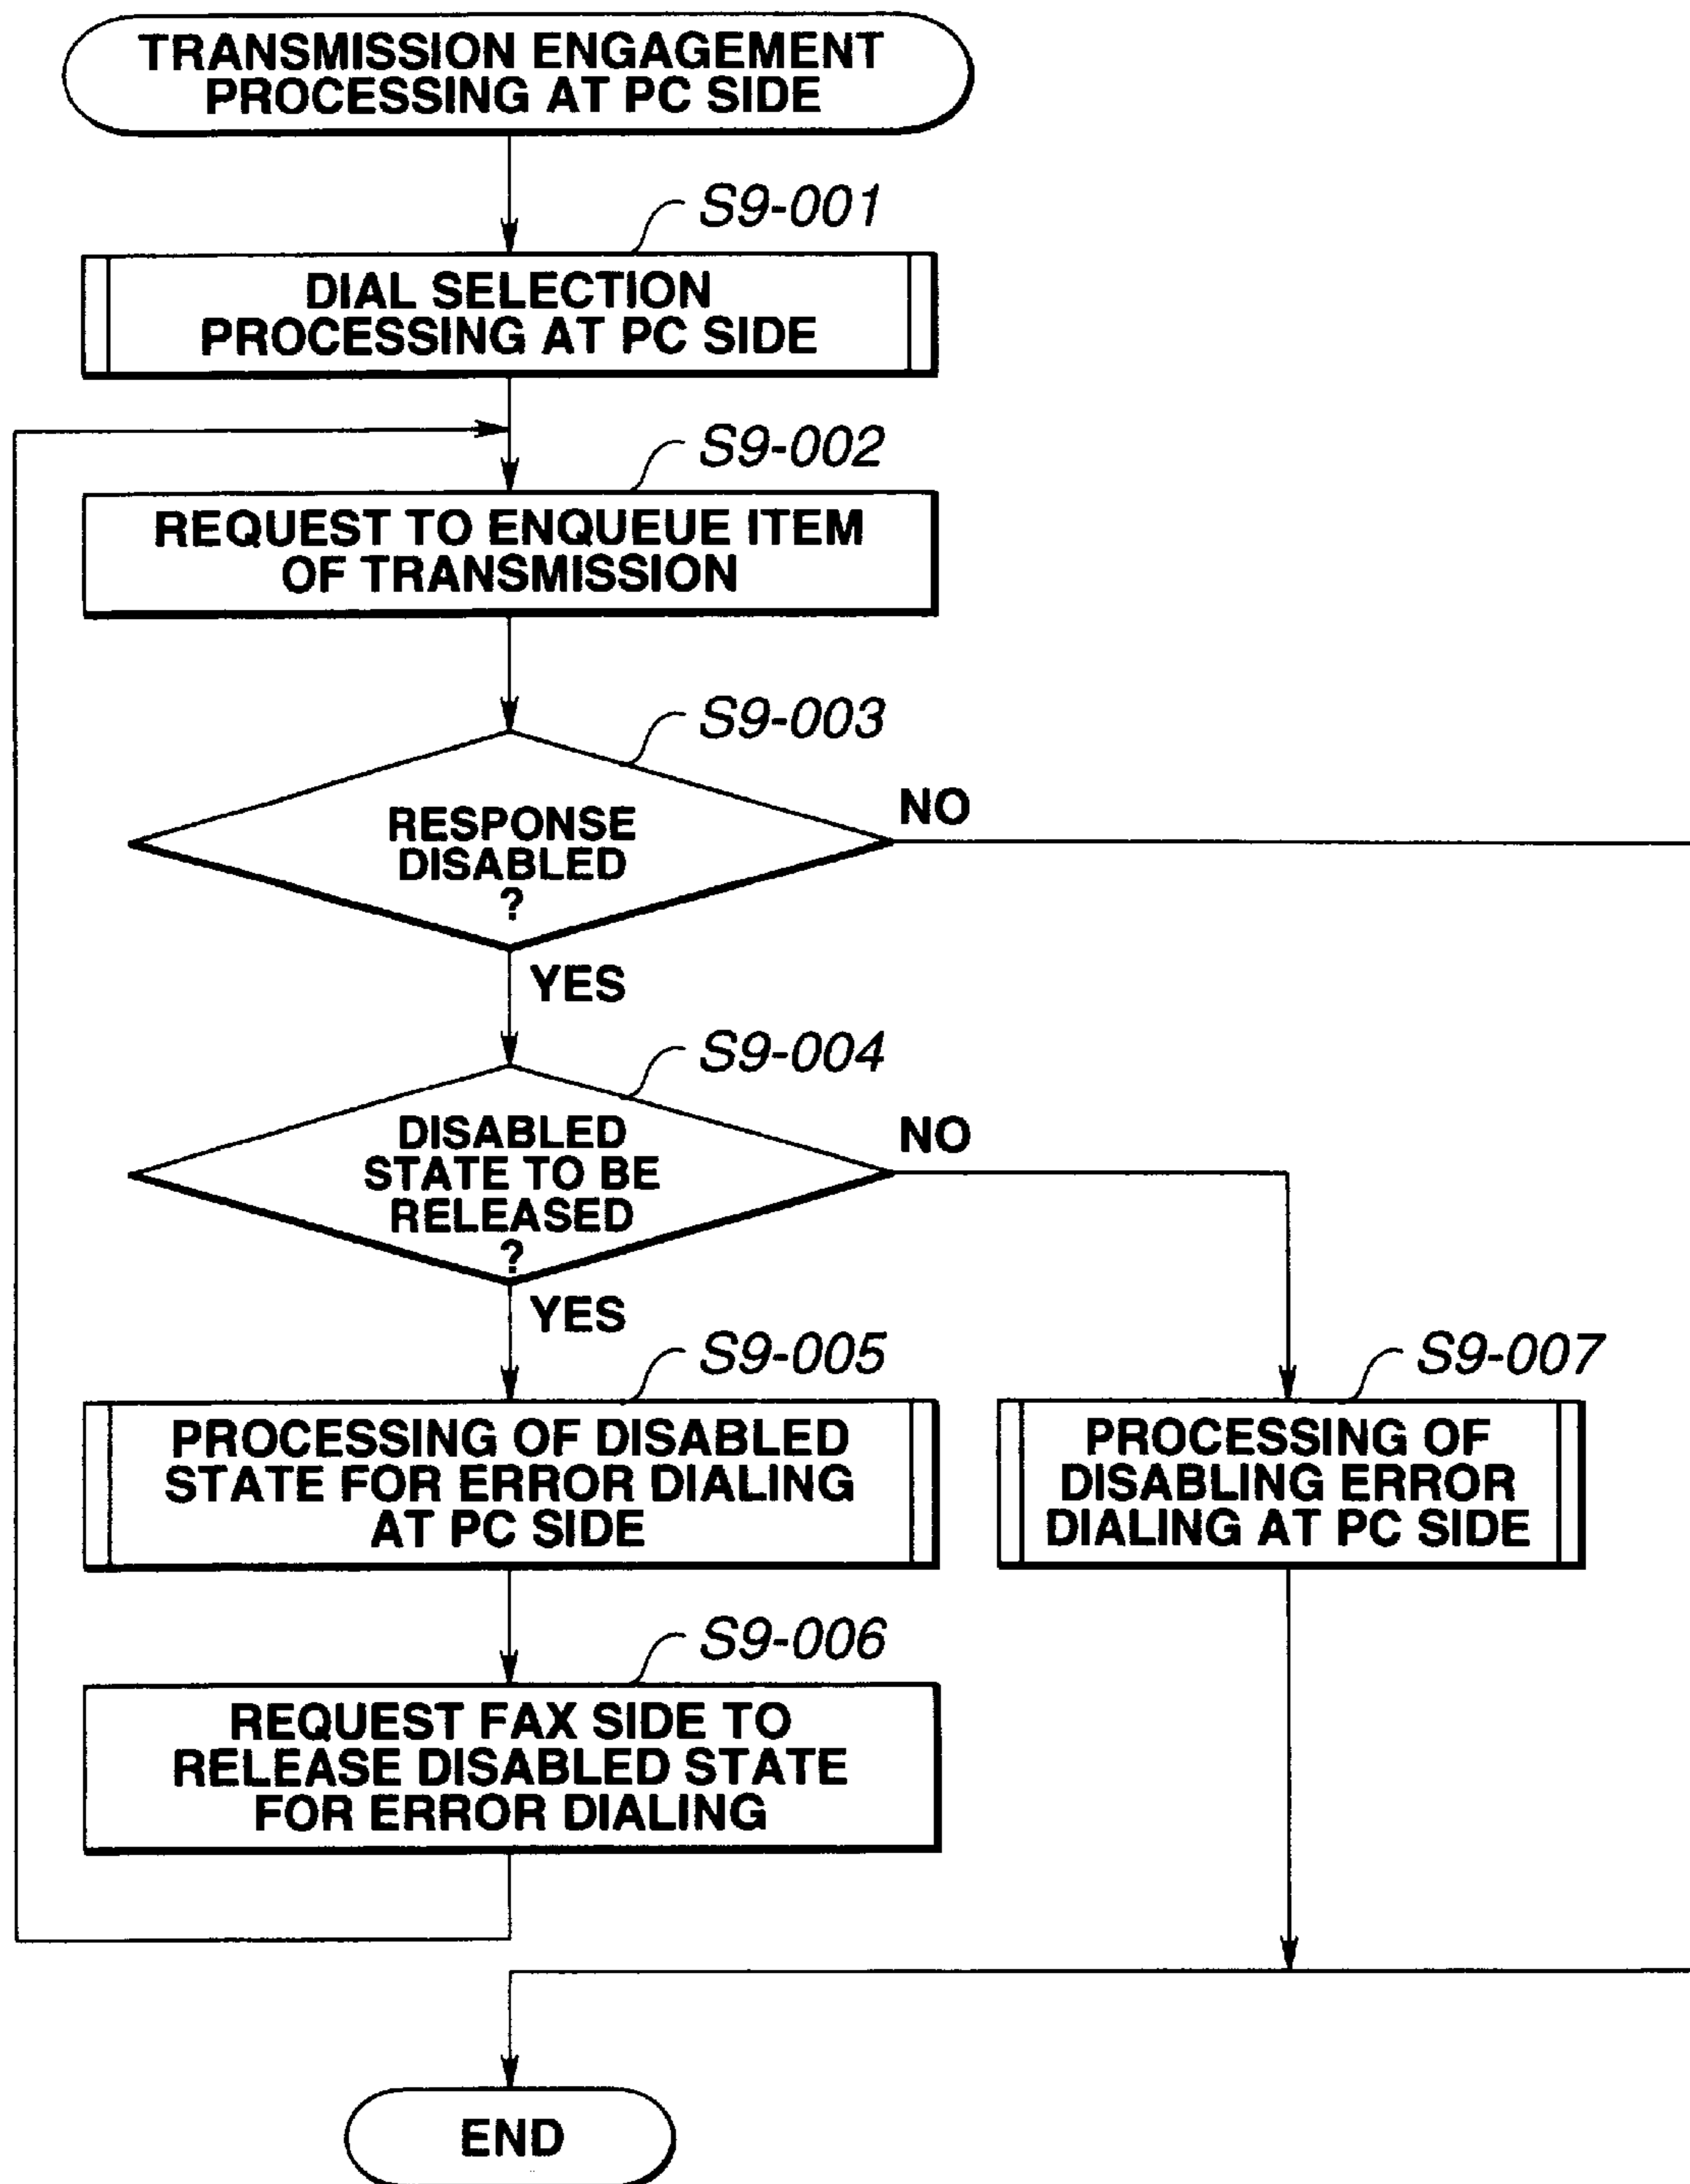 TRANSMISSION ENGAGEMENT
PROCESSING AT PC SIDE
S9-001
DIAL SELECTION
PROCESSING AT PC SIDE
S9-002
REQUEST TO ENQUEUE ITEM
OF TRANSMISSION
S9-003
NO
RESPONSE
DISABLED
?
YES
S9-004
NO
DISABLED
STATE TO BE
RELEASED
?
YES
S9-005
PROCESSING OF DISABLED
STATE FOR ERROR DIALING
AT PC SIDE
S9-007
PROCESSING OF
DISABLING ERROR
DIALING AT PC SIDE
S9-006
REQUEST FAX SIDE TO
RELEASE DISABLED STATE
FOR ERROR DIALING
END